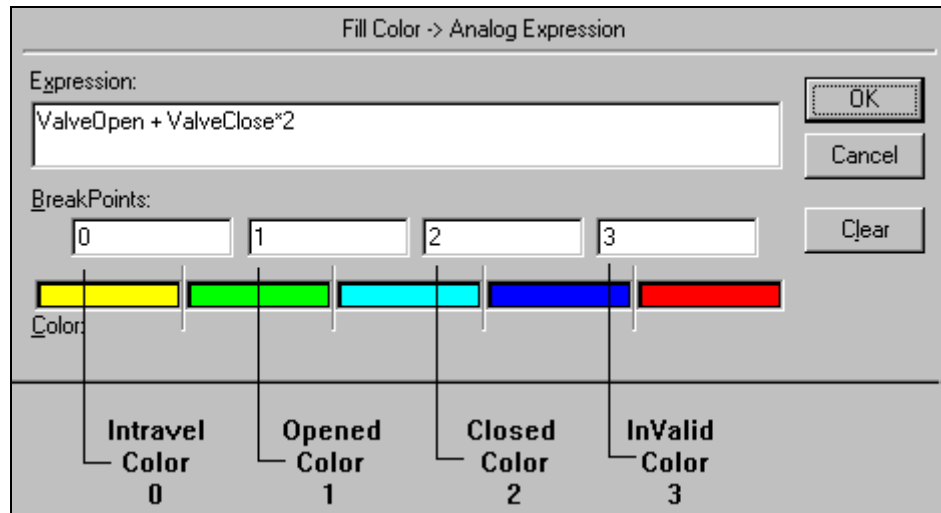 Fill Color -> Analog Expression
Expression:
ValveOpen + ValveClose*2
OK
Cancel
BreakPoints:
0 1 2 3
Clear
Color:
Intravel Opened Closed InValid
Color Color Color Color
0 1 2 3